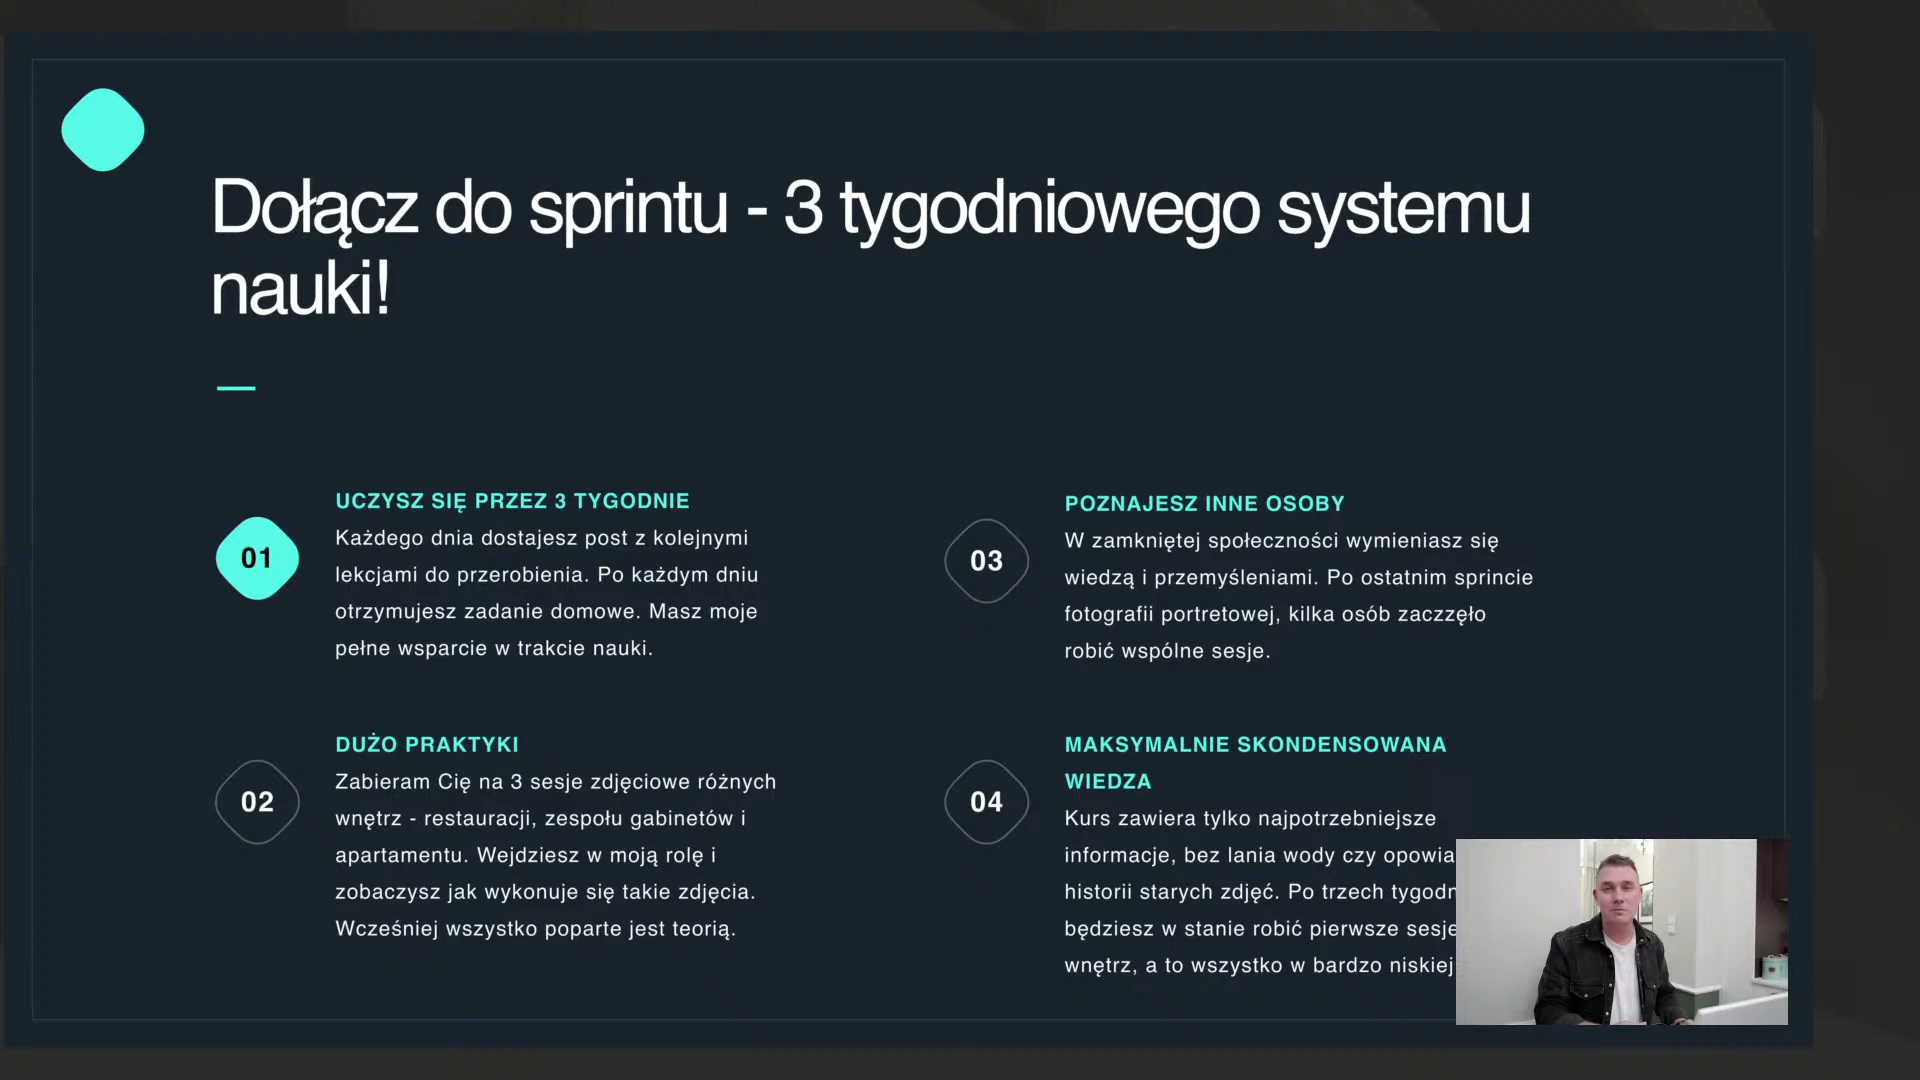 Dołącz do sprintu - 3 tygodniowego systemu
nauki!
01
UCZYSZ SIĘ PRZEZ 3 TYGODNIE
Każdego dnia dostajesz post z kolejnymi
lekcjami do przerobienia. Po każdym dniu
otrzymujesz zadanie domowe. Masz moje
pełne wsparcie w trakcie nauki.
02
DUŻO PRAKTYKI
Zabieram Cię na 3 sesje zdjęciowe różnych
wnętrz - restauracji, zespołu gabinetów i
apartamentu. Wejdziesz w moją rolę i
zobaczysz jak wykonuje się takie zdjęcia.
Wcześniej wszystko poparte jest teorią.
03
POZNAJESZ INNE OSOBY
W zamkniętej społeczności wymieniasz się
wiedzą i przemyśleniami. Po ostatnim sprincie
fotografii portretowej, kilka osób zaczzęło
robić wspólne sesje.
04
MAKSYMALNIE SKONDENSOWANA
WIEDZA
Kurs zawiera tylko najpotrzebniejsze
informacje, bez lania wody czy opowia
historii starych zdjęć. Po trzech tygodn
będziesz w stanie robić pierwsze sesje
wnętrz, a to wszystko w bardzo niskiej